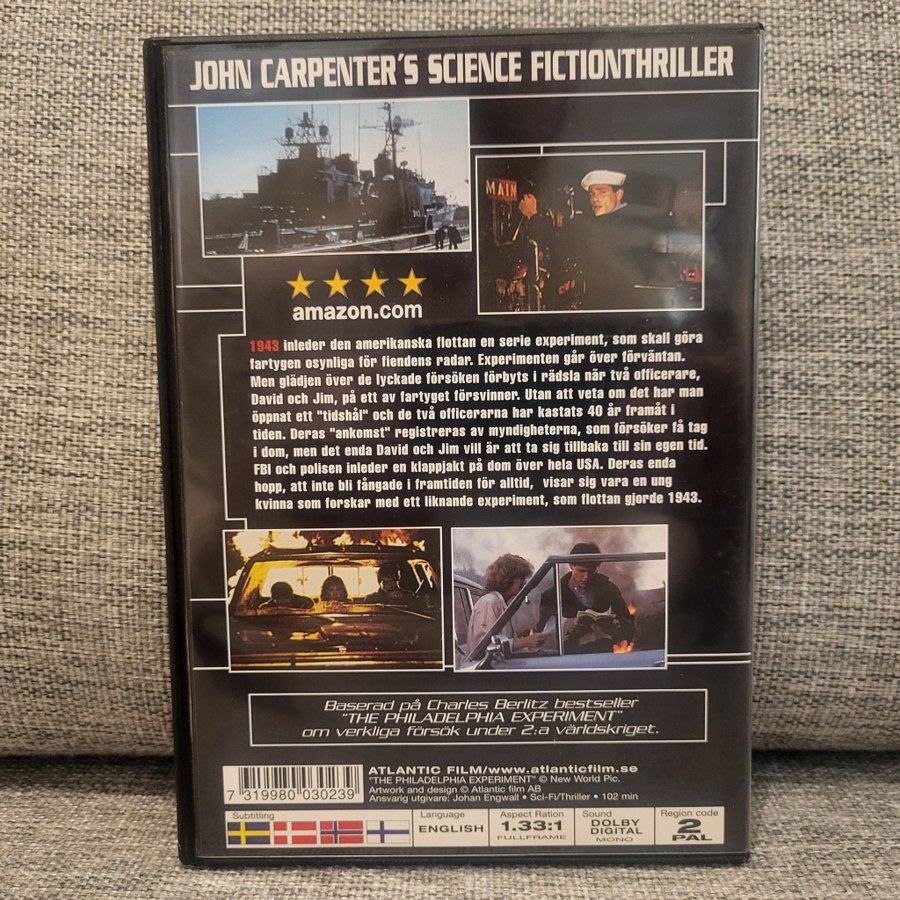 JOHN CARPENTER'S SCIENCE FICTIONTHRILLER
MAIN
amazon.com
1943 inleder den amerikanska flottan en serie experiment, som skall göra
fartygen osynliga för fiendens radar. Experimenten går över förväntan.
Men glädjen över de lyckade försöken förbyts i rädsla när två officerare,
David och Jim, på ett av fartyget försvinner. Utan att veta om det har man
öppnat ett "tidshål" och de två officerarna har kastats 40 år framåt i
tiden. Deras "ankomst" registreras av myndigheterna, som försöker få tag
i dom, men det enda David och Jim vill är att ta sig tillbaka till sin egen tid.
FBI och polisen inleder en klappjakt på dom över hela USA. Deras enda
hopp, att inte bli fångade i framtiden för alltid, visar sig vara en ung
kvinna som forskar med ett liknande experiment, som flottan gjorde 1943.
Baserad på Charles Berlitz bestseller
"THE PHILADELPHIA EXPERIMENT"
om verkliga försök under 2:a världskriget.
7 319980 030239
ATLANTIC FILM/www.atlanticfilm.se
"THE PHILADELPHIA EXPERIMENT" © New World Pic.
Artwork and design © Atlantic film AB
Ansvarig utgivare: Johan Engwall • Sci-Fi/Thriller • 102 min
Subtitling
Language
ENGLISH
Aspect Ration
1.33:1
FULLFRAME
Sound
DOLBY
DIGITAL
MONO
Region code
2
PAL